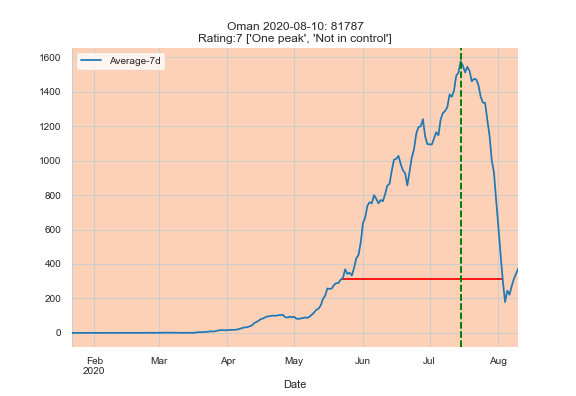 Oman 2020-08-10: 81787
Rating:7 ['One peak', 'Not in control']
Average-7d
1600
1400
1200
1000
800
600
400
200
0
Feb Mar Apr May Jun Jul Aug
2020
Date